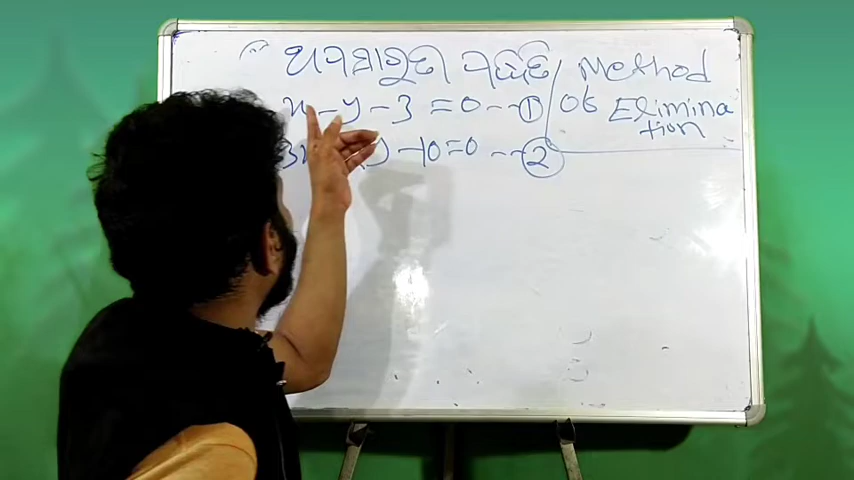 ଅପସାରଣ ପଦ୍ଧତି Method
x - y - 3 = 0 -- ① Of Elimina
tion
- 10 = 0 -- ②